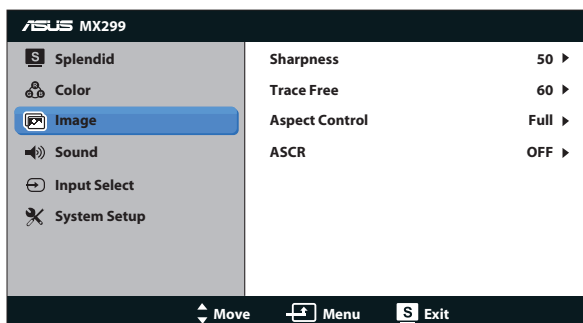 ASUS MX299
S Splendid
Color
Image
Sound
Input Select
System Setup
Sharpness 50
Trace Free 60
Aspect Control Full
ASCR OFF
Move Menu S Exit